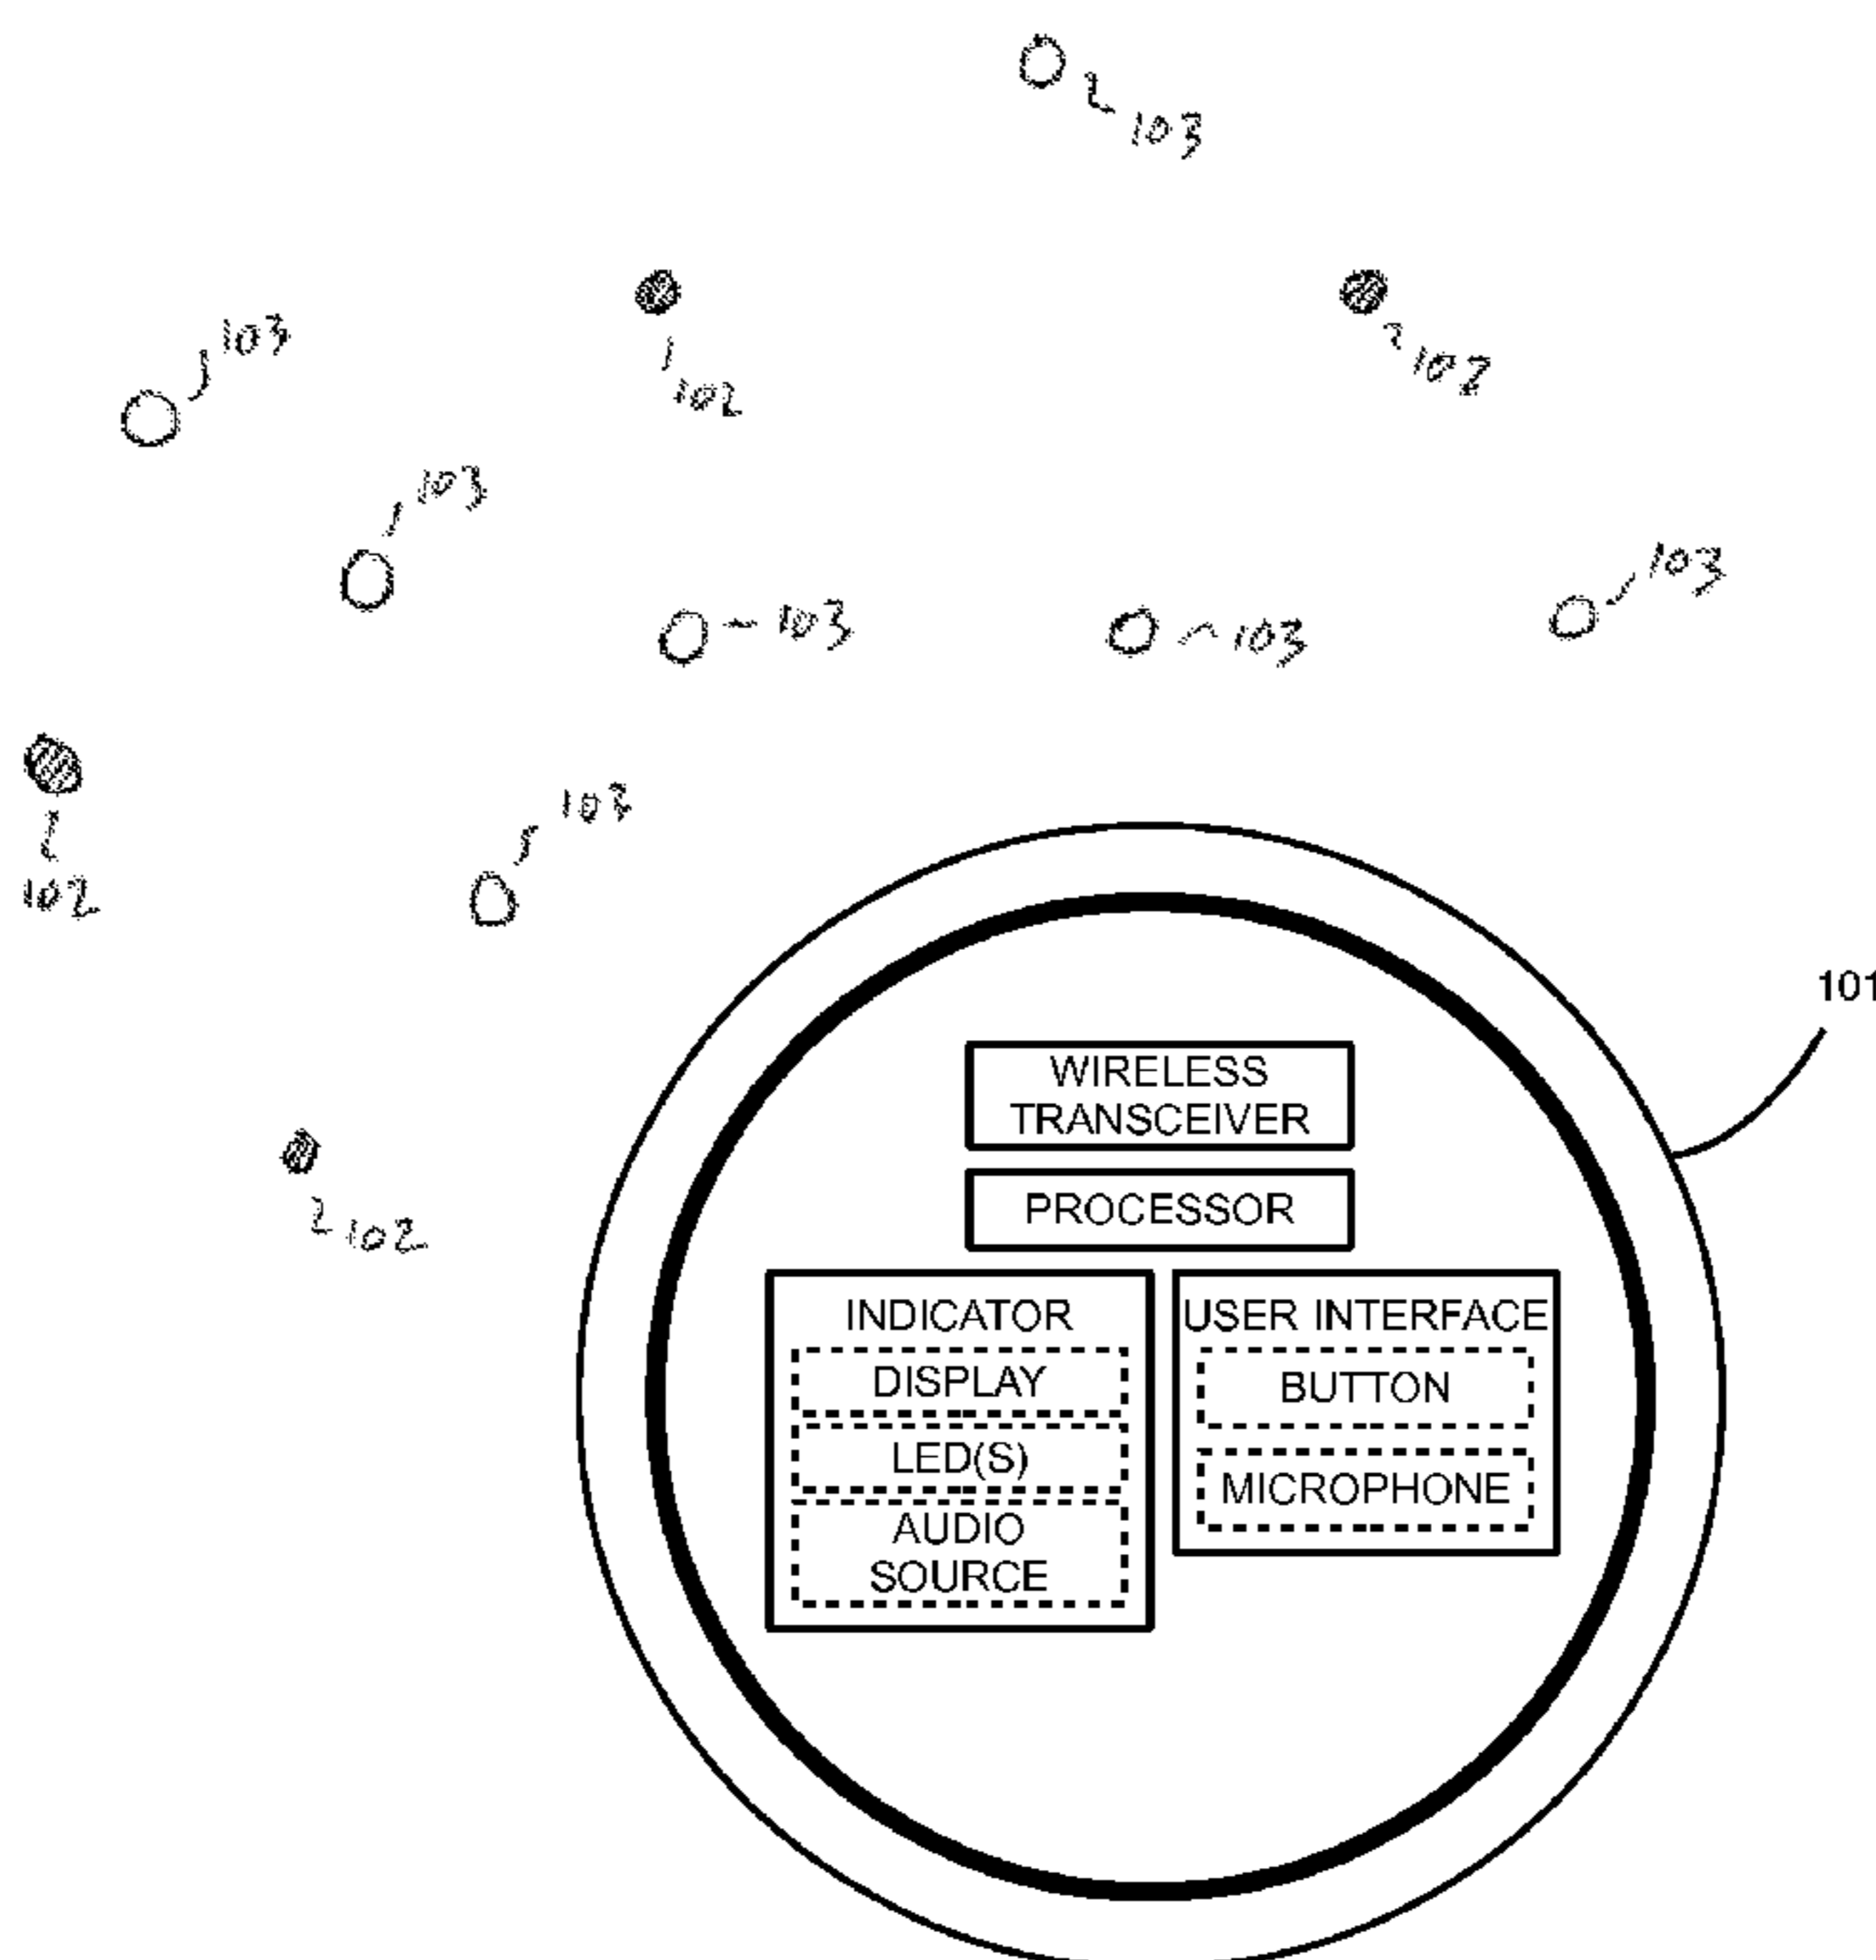 103
103
102
102
103
103
103
103
102
103
101
102
WIRELESS
TRANSCEIVER
PROCESSOR
INDICATOR
DISPLAY
LED(S)
AUDIO
SOURCE
USER INTERFACE
BUTTON
MICROPHONE